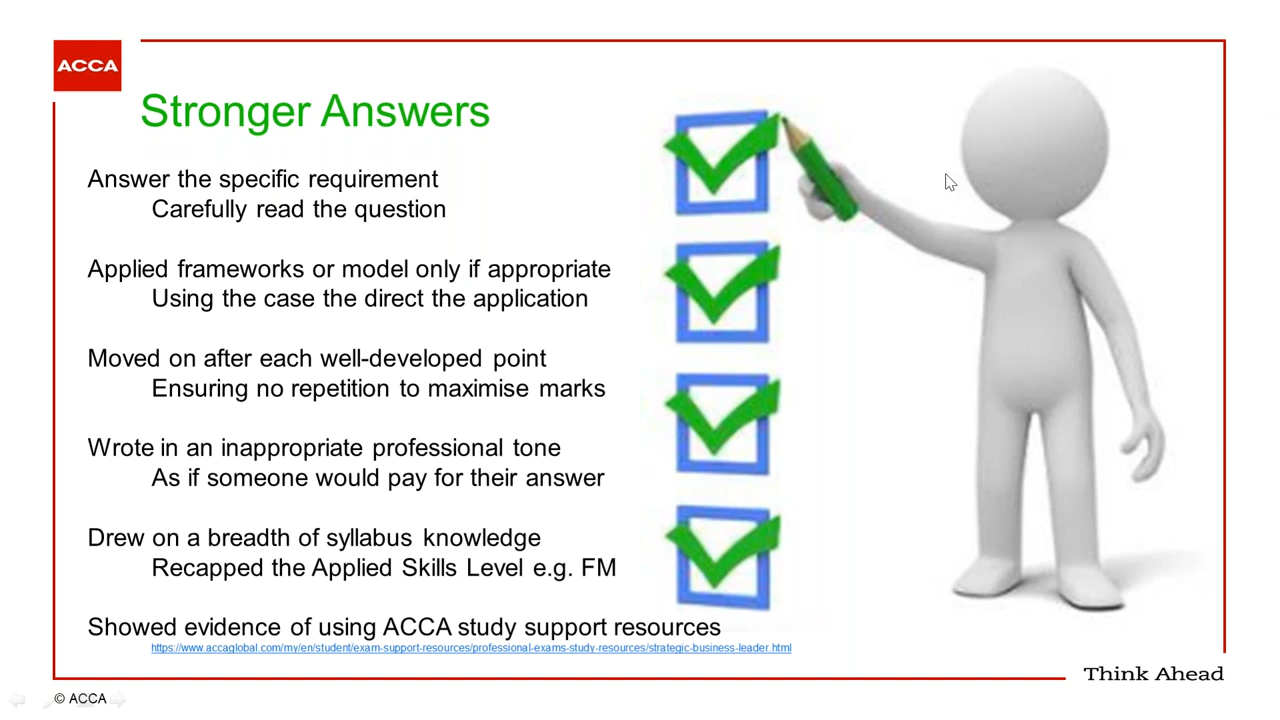 ACCA
Stronger Answers
Answer the specific requirement
Carefully read the question
Applied frameworks or model only if appropriate
Using the case the direct the application
Moved on after each well-developed point
Ensuring no repetition to maximise marks
Wrote in an inappropriate professional tone
As if someone would pay for their answer
Drew on a breadth of syllabus knowledge
Recapped the Applied Skills Level e.g. FM
Showed evidence of using ACCA study support resources
https://www.accaglobal.com/my/en/student/exam-support-resources/professional-exams-study-resources/strategic-business-leader.html
Think Ahead
© ACCA